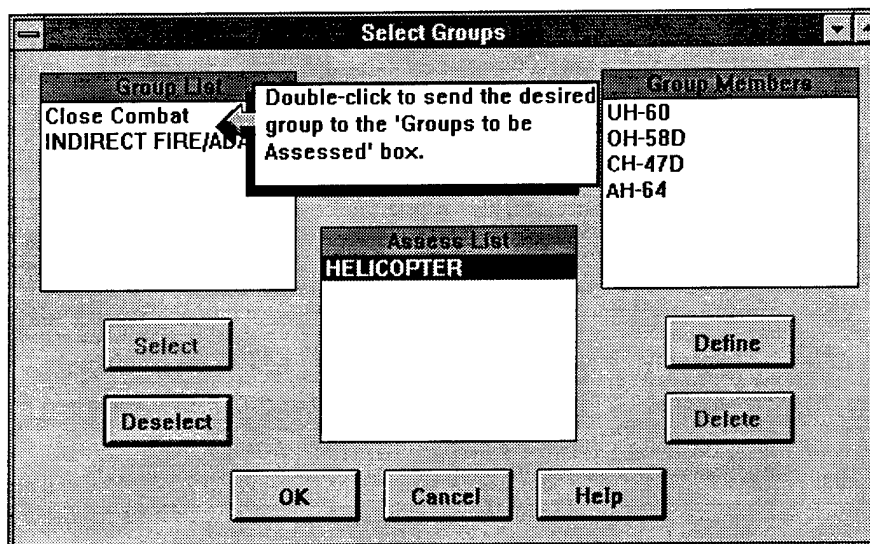 Select Groups
Group List
Close Combat
INDIRECT FIRE/ADA
Double-click to send the desired
group to the 'Groups to be
Assessed' box.
Group Members
UH-60
OH-58D
CH-47D
AH-64
Assess List
HELICOPTER
Select
Deselect
Define
Delete
OK
Cancel
Help